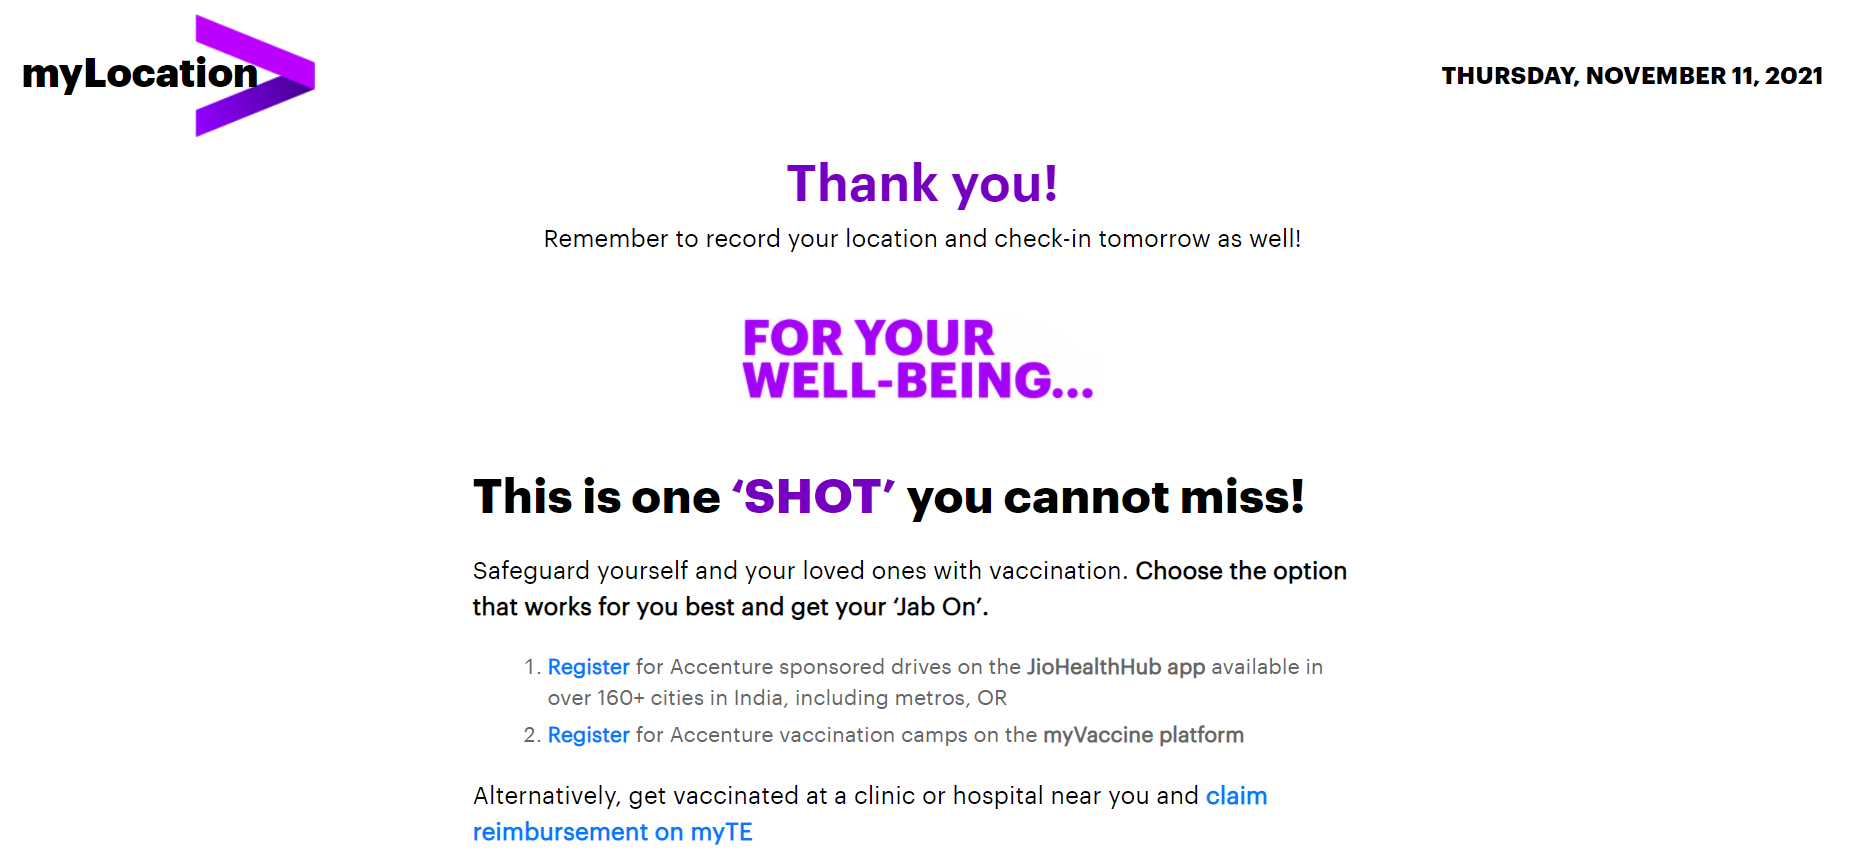 myLocation
THURSDAY, NOVEMBER 11, 2021
Thank you!
Remember to record your location and check-in tomorrow as well!
FOR YOUR
WELL-BEING...
This is one ‘SHOT’ you cannot miss!
Safeguard yourself and your loved ones with vaccination. Choose the option
that works for you best and get your ‘Jab On’.
1. Register for Accenture sponsored drives on the JioHealthHub app available in
over 160+ cities in India, including metros, OR
2. Register for Accenture vaccination camps on the myVaccine platform
Alternatively, get vaccinated at a clinic or hospital near you and claim
reimbursement on myTE